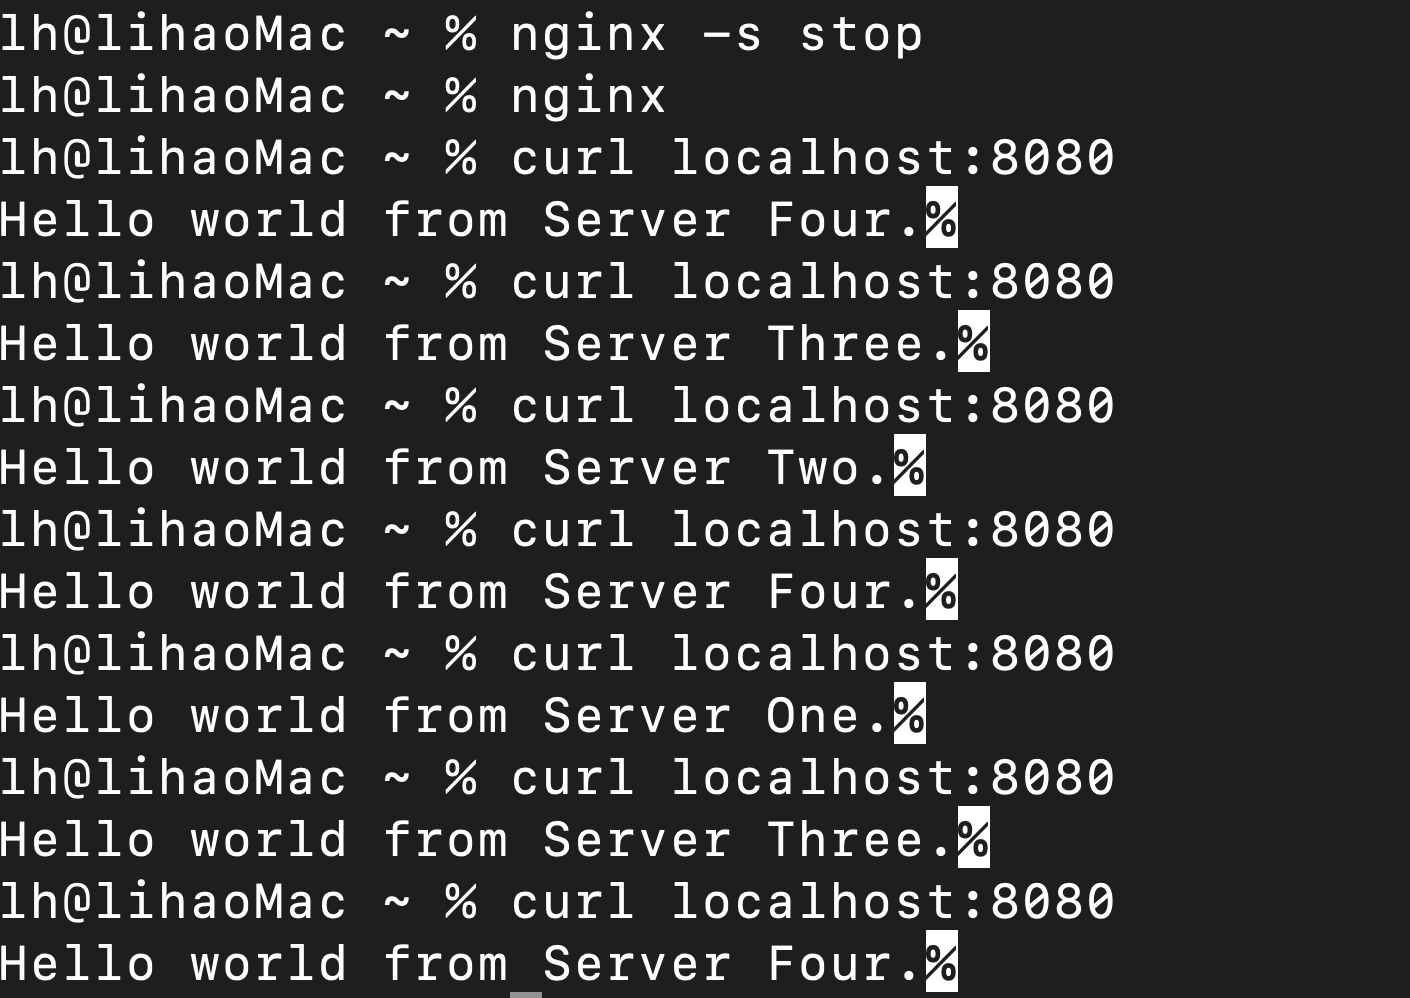 lh@lihaoMac ~ % nginx -s stop
lh@lihaoMac ~ % nginx
lh@lihaoMac ~ % curl localhost:8080
Hello world from Server Four.%
lh@lihaoMac ~ % curl localhost:8080
Hello world from Server Three.%
lh@lihaoMac ~ % curl localhost:8080
Hello world from Server Two.%
lh@lihaoMac ~ % curl localhost:8080
Hello world from Server Four.%
lh@lihaoMac ~ % curl localhost:8080
Hello world from Server One.%
lh@lihaoMac ~ % curl localhost:8080
Hello world from Server Three.%
lh@lihaoMac ~ % curl localhost:8080
Hello world from Server Four.%